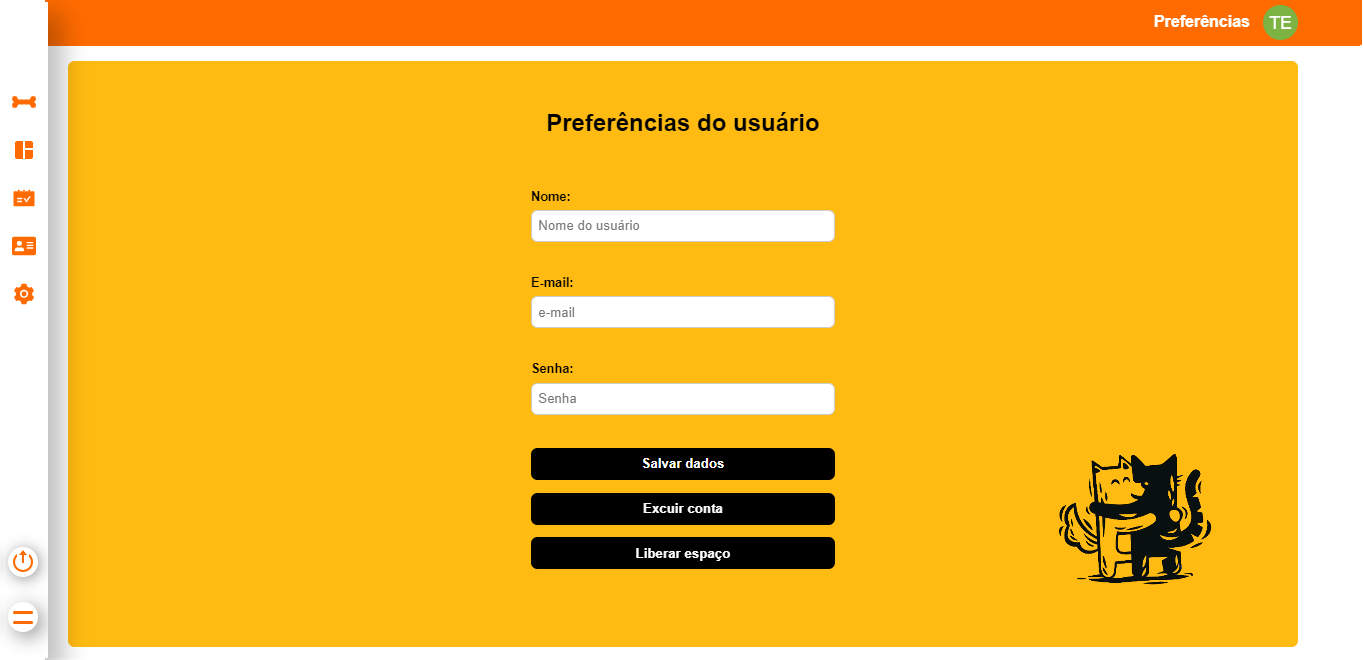 Preferências
TE
Preferências do usuário
Nome:
Nome do usuário
E-mail:
e-mail
Senha:
Senha
Salvar dados
Excuir conta
Liberar espaço